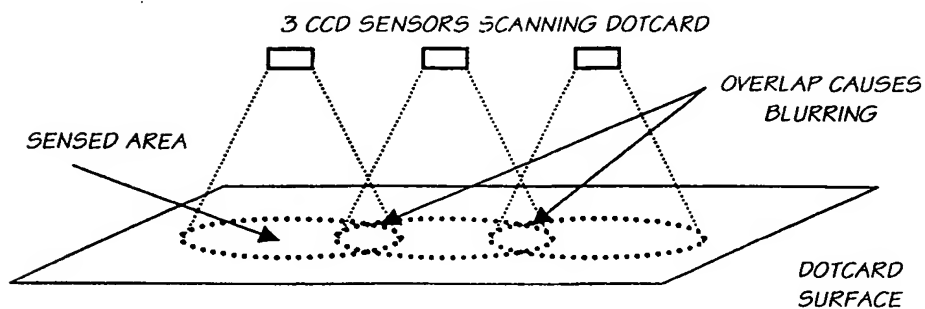 3 CCD SENSORS SCANNING DOTCARD
OVERLAP CAUSES
BLURRING
SENSED AREA
DOTCARD
SURFACE